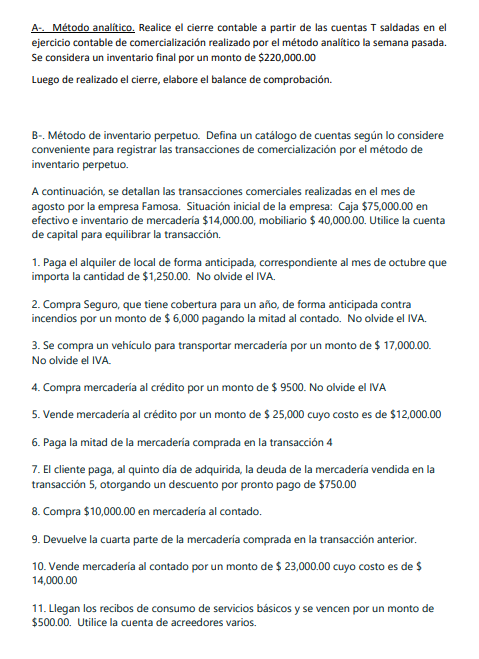 A-. Método analítico. Realice el cierre contable a partir de las cuentas T saldadas en el
ejercicio contable de comercialización realizado por el método analítico la semana pasada.
Se considera un inventario final por un monto de $220,000.00
Luego de realizado el cierre, elabore el balance de comprobación.
B-. Método de inventario perpetuo. Defina un catálogo de cuentas según lo considere
conveniente para registrar las transacciones de comercialización por el método de
inventario perpetuo.
A continuación, se detallan las transacciones comerciales realizadas en el mes de
agosto por la empresa Famosa. Situación inicial de la empresa: Caja $75,000.00 en
efectivo e inventario de mercadería $14,000.00, mobiliario $ 40,000.00. Utilice la cuenta
de capital para equilibrar la transacción.
1. Paga el alquiler de local de forma anticipada, correspondiente al mes de octubre que
importa la cantidad de $1,250.00. No olvide el IVA.
2. Compra Seguro, que tiene cobertura para un año, de forma anticipada contra
incendios por un monto de $ 6,000 pagando la mitad al contado. No olvide el IVA.
3. Se compra un vehículo para transportar mercadería por un monto de $ 17,000.00.
No olvide el IVA.
4. Compra mercadería al crédito por un monto de $ 9500. No olvide el IVA
5. Vende mercadería al crédito por un monto de $ 25,000 cuyo costo es de $12,000.00
6. Paga la mitad de la mercadería comprada en la transacción 4
7. El cliente paga, al quinto día de adquirida, la deuda de la mercadería vendida en la
transacción 5, otorgando un descuento por pronto pago de $750.00
8. Compra $10,000.00 en mercadería al contado.
9. Devuelve la cuarta parte de la mercadería comprada en la transacción anterior.
10. Vende mercadería al contado por un monto de $ 23,000.00 cuyo costo es de $
14,000.00
11. Llegan los recibos de consumo de servicios básicos y se vencen por un monto de
$500.00. Utilice la cuenta de acreedores varios.